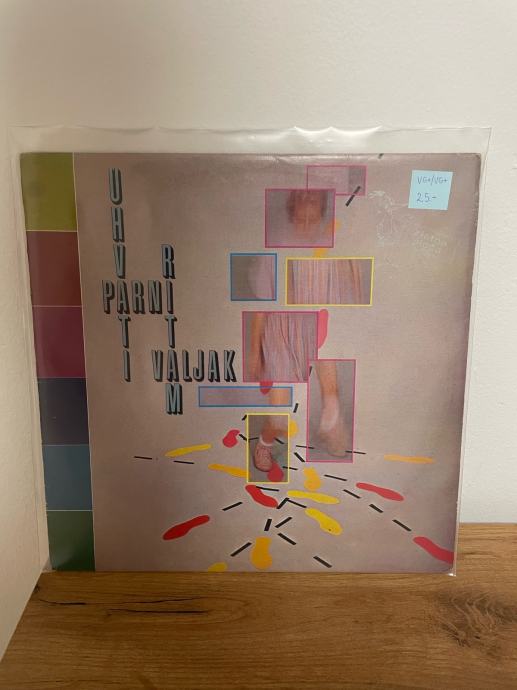 UHVATI
RITAM
PARNI
VALJAK
VG+/VG+
25.-